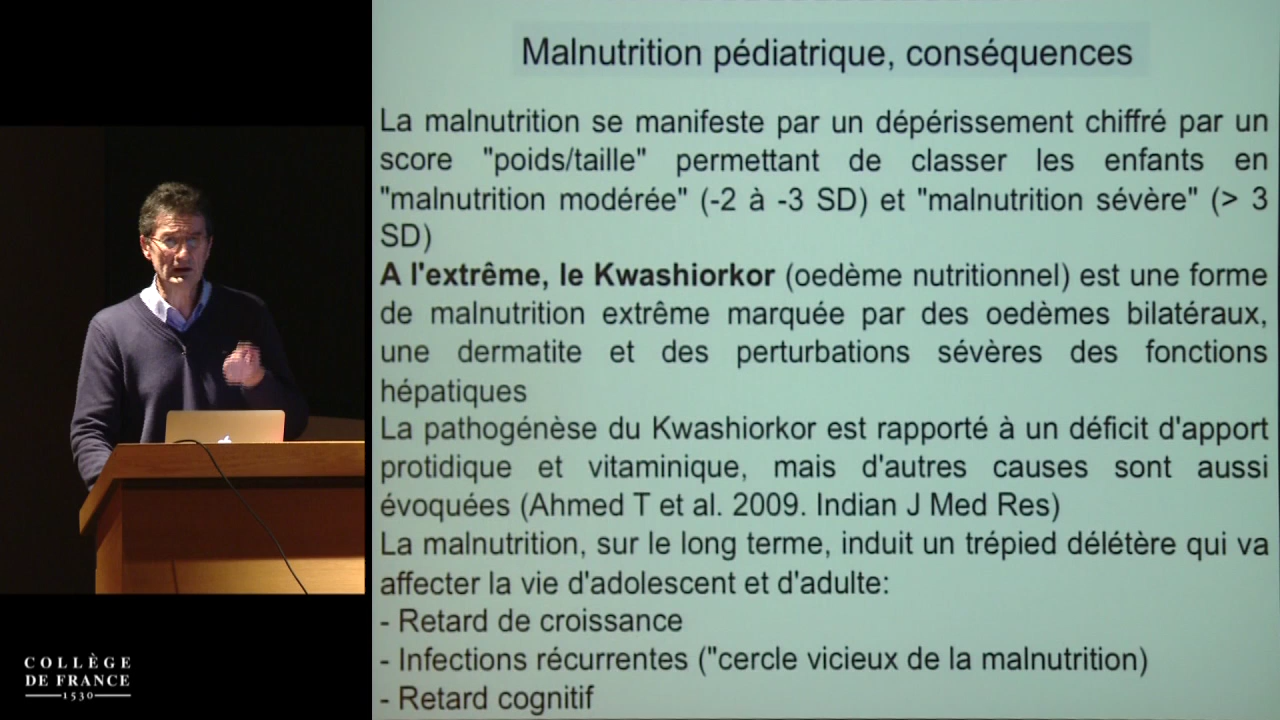 Malnutrition pédiatrique, conséquences
La malnutrition se manifeste par un dépérissement chiffré par un
score "poids/taille" permettant de classer les enfants en
"malnutrition modérée" (-2 à -3 SD) et "malnutrition sévère" (> 3
SD)
A l'extrême, le Kwashiorkor (oedème nutritionnel) est une forme
de malnutrition extrême marquée par des oedèmes bilatéraux,
une dermatite et des perturbations sévères des fonctions
hépatiques
La pathogénèse du Kwashiorkor est rapporté à un déficit d'apport
protidique et vitaminique, mais d'autres causes sont aussi
évoquées (Ahmed T et al. 2009. Indian J Med Res)
La malnutrition, sur le long terme, induit un trépied délétère qui va
affecter la vie d'adolescent et d'adulte:
- Retard de croissance
- Infections récurrentes ("cercle vicieux de la malnutrition)
- Retard cognitif
COLLÈGE
DE FRANCE
1530